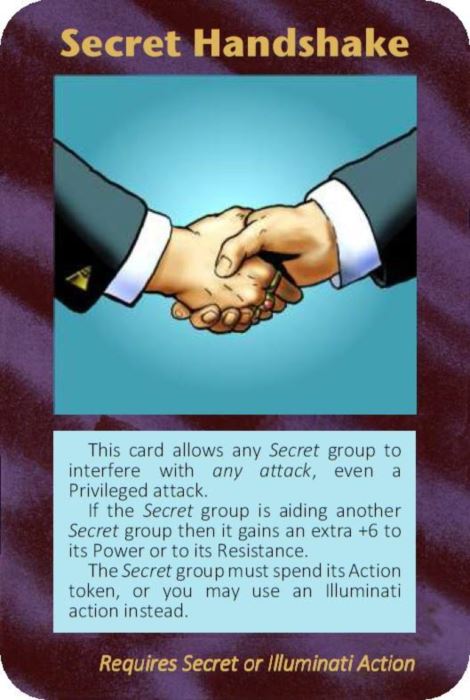 Secret Handshake
This card allows any Secret group to
interfere with any attack, even a
Privileged attack.
If the Secret group is aiding another
Secret group then it gains an extra +6 to
its Power or to its Resistance.
The Secret group must spend its Action
token, or you may use an Illuminati
action instead.
Requires Secret or Illuminati Action